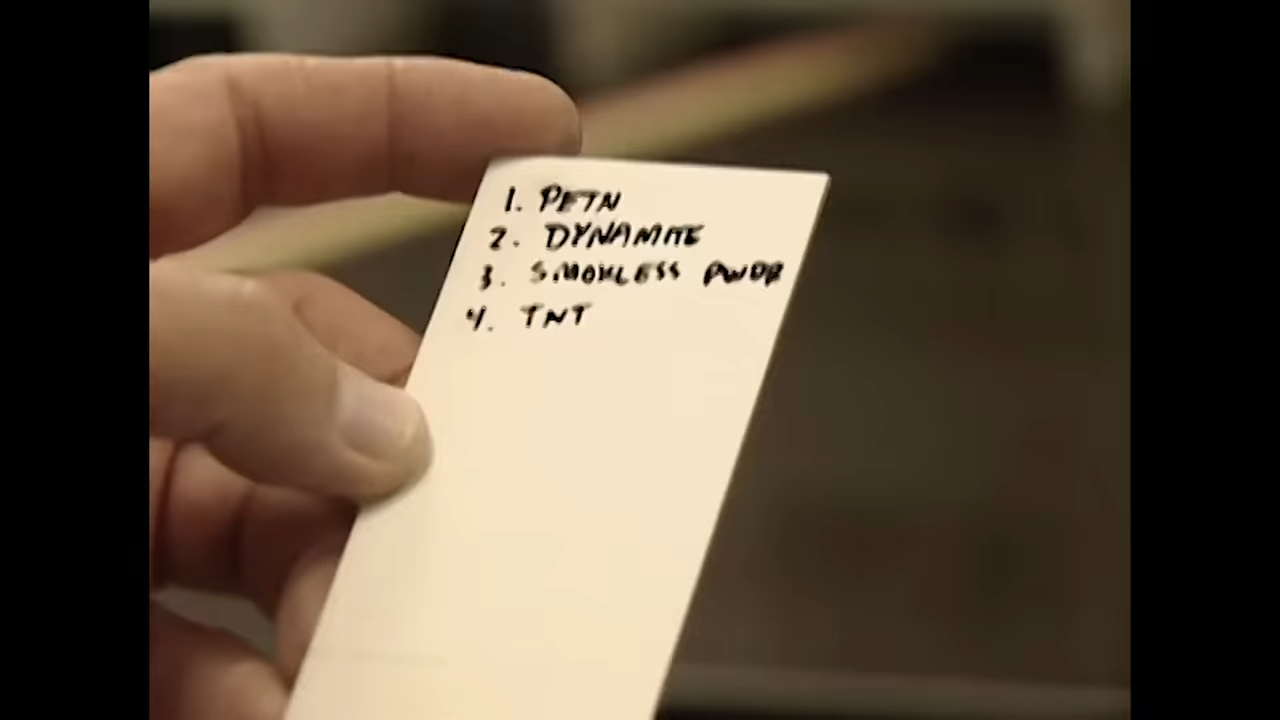 1. PETN
2. DYNAMITE
3. SMOKLESS PWDR
4. TNT